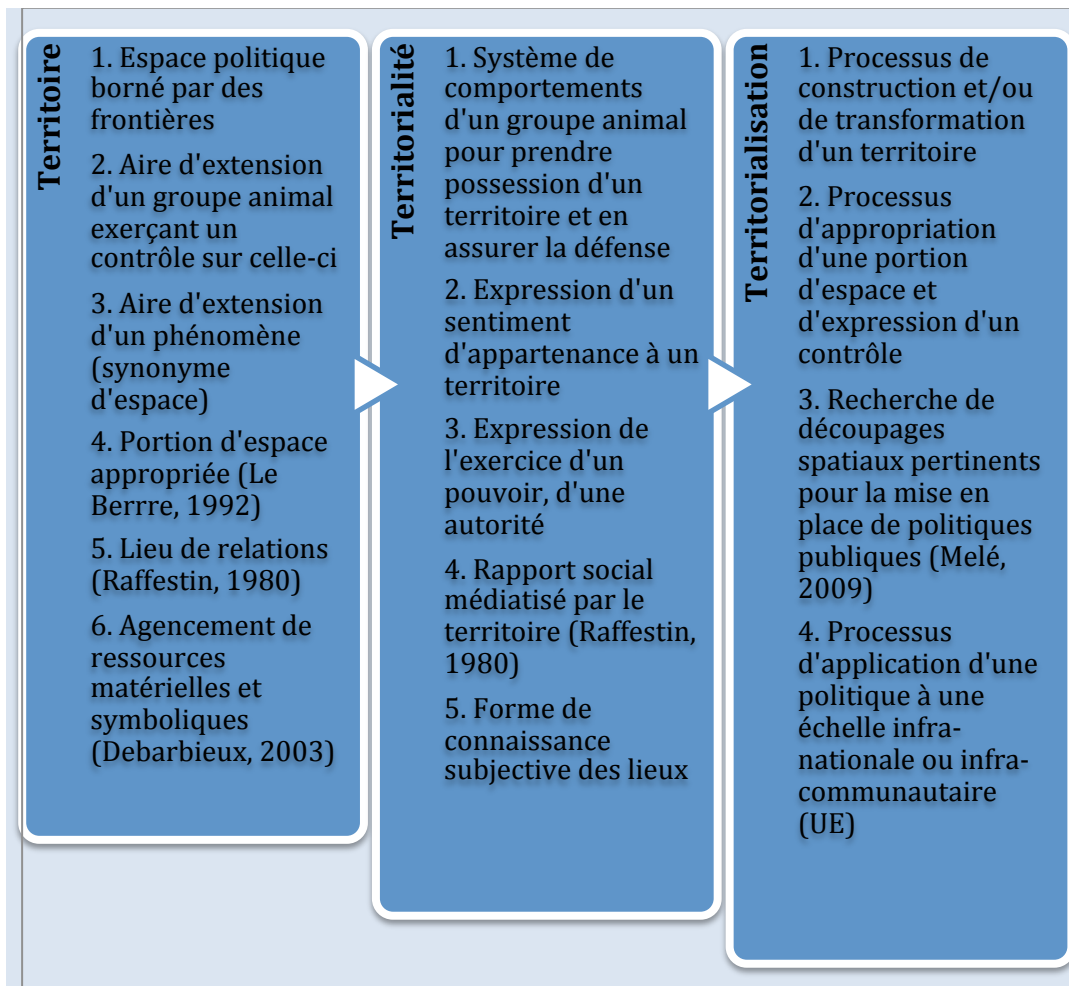 Territoire
1. Espace politique
borné par des
frontières
2. Aire d'extension
d'un groupe animal
exerçant un
contrôle sur celle-ci
3. Aire d'extension
d'un phénomène
(synonyme
d'espace)
4. Portion d'espace
appropriée (Le
Berrre, 1992)
5. Lieu de relations
(Raffestin, 1980)
6. Agencement de
ressources
matérielles et
symboliques
(Debarbieux, 2003)
Territorialité
1. Système de
comportements
d'un groupe animal
pour prendre
possession d'un
territoire et en
assurer la défense
2. Expression d'un
sentiment
d'appartenance à un
territoire
3. Expression de
l'exercice d'un
pouvoir, d'une
autorité
4. Rapport social
médiatisé par le
territoire (Raffestin,
1980)
5. Forme de
connaissance
subjective des lieux
Territorialisation
1. Processus de
construction et/ou
de transformation
d'un territoire
2. Processus
d'appropriation
d'une portion
d'espace et
d'expression d'un
contrôle
3. Recherche de
découpages
spatiaux pertinents
pour la mise en
place de politiques
publiques (Melé,
2009)
4. Processus
d'application d'une
politique à une
échelle infra-
nationale ou infra-
communautaire
(UE)